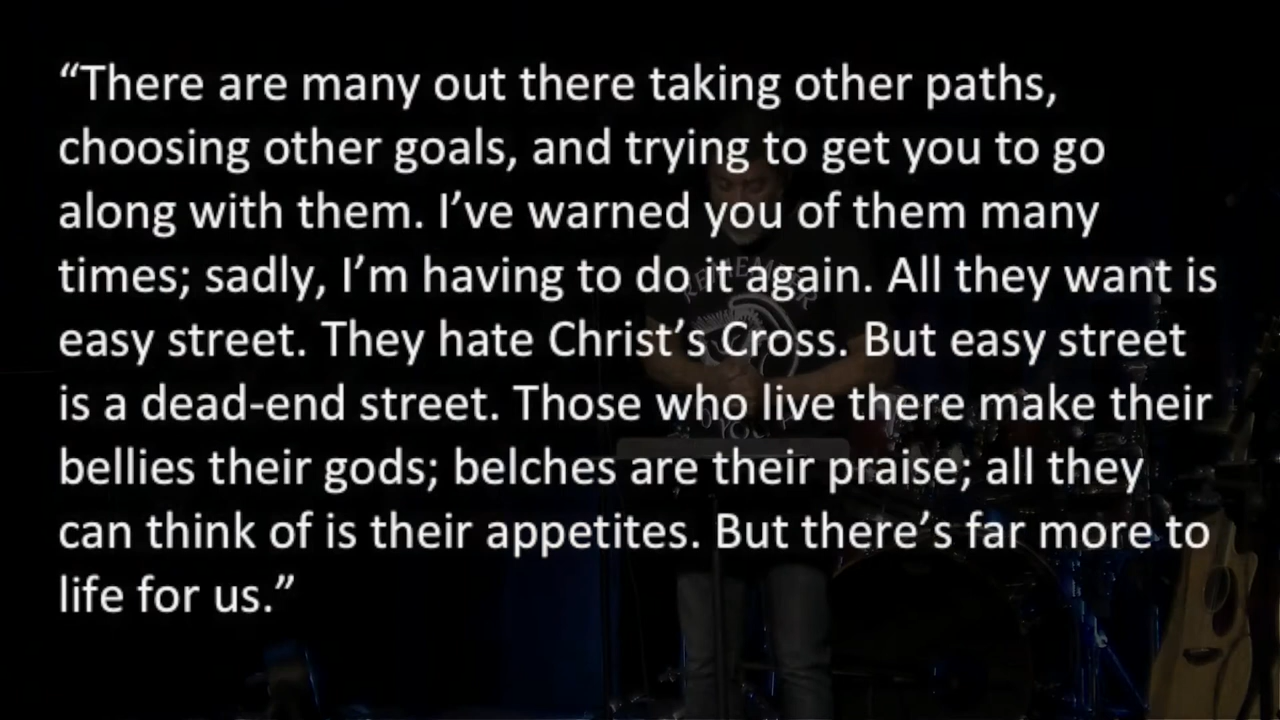 “There are many out there taking other paths,
choosing other goals, and trying to get you to go
along with them. I’ve warned you of them many
times; sadly, I’m having to do it again. All they want is
easy street. They hate Christ’s Cross. But easy street
is a dead-end street. Those who live there make their
bellies their gods; belches are their praise; all they
can think of is their appetites. But there’s far more to
life for us.”
REMEMBER